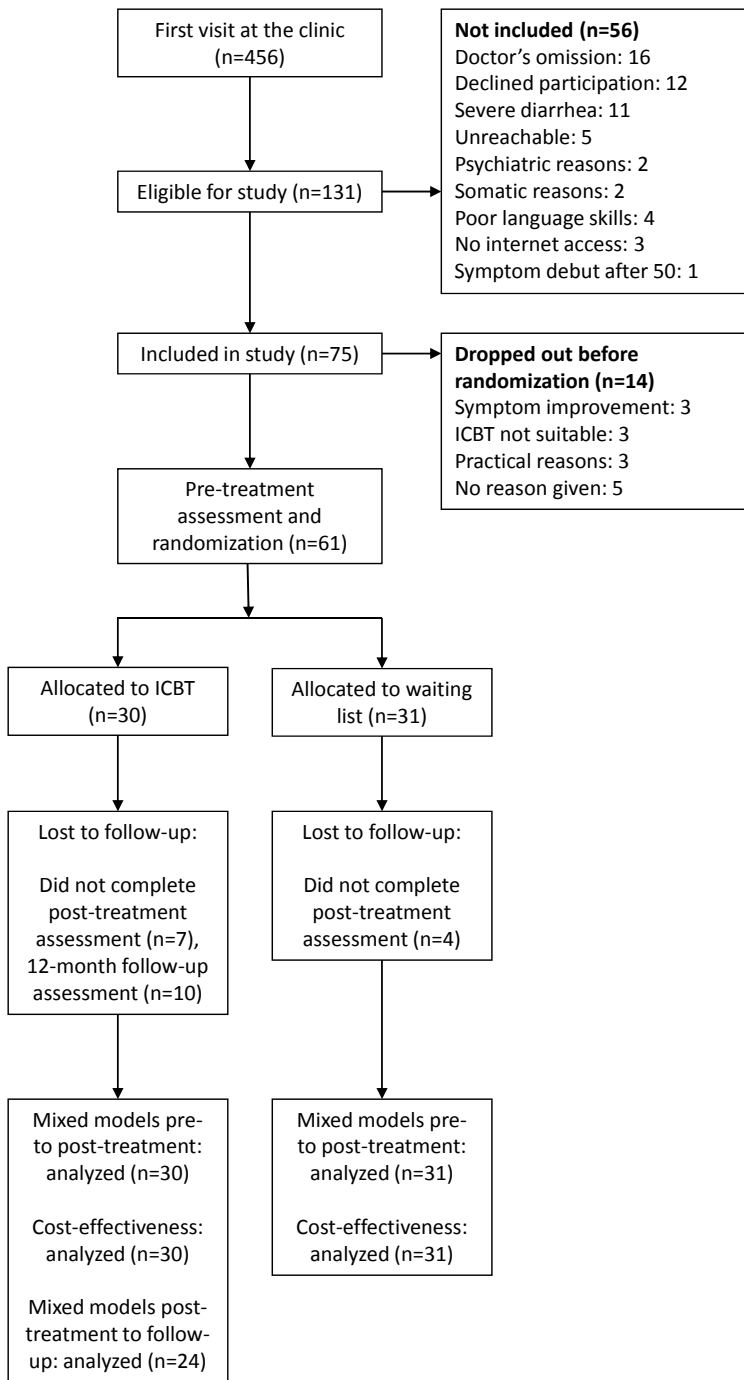 First visit at the clinic
(n=456)
Not included (n=56)
Doctor's omission: 16
Declined participation: 12
Severe diarrhea: 11
Unreachable: 5
Psychiatric reasons: 2
Somatic reasons: 2
Poor language skills: 4
No internet access: 3
Symptom debut after 50: 1
Eligible for study (n=131)
Included in study (n=75)
Dropped out before
randomization (n=14)
Symptom improvement: 3
ICBT not suitable: 3
Practical reasons: 3
No reason given: 5
Pre-treatment
assessment and
randomization (n=61)
Allocated to ICBT
(n=30)
Allocated to waiting
list (n=31)
Lost to follow-up:
Did not complete
post-treatment
assessment (n=7),
12-month follow-up
assessment (n=10)
Lost to follow-up:
Did not complete
post-treatment
assessment (n=4)
Mixed models pre-
to post-treatment:
analyzed (n=30)
Cost-effectiveness:
analyzed (n=30)
Mixed models post-
treatment to follow-
up: analyzed (n=24)
Mixed models pre-
to post-treatment:
analyzed (n=31)
Cost-effectiveness:
analyzed (n=31)